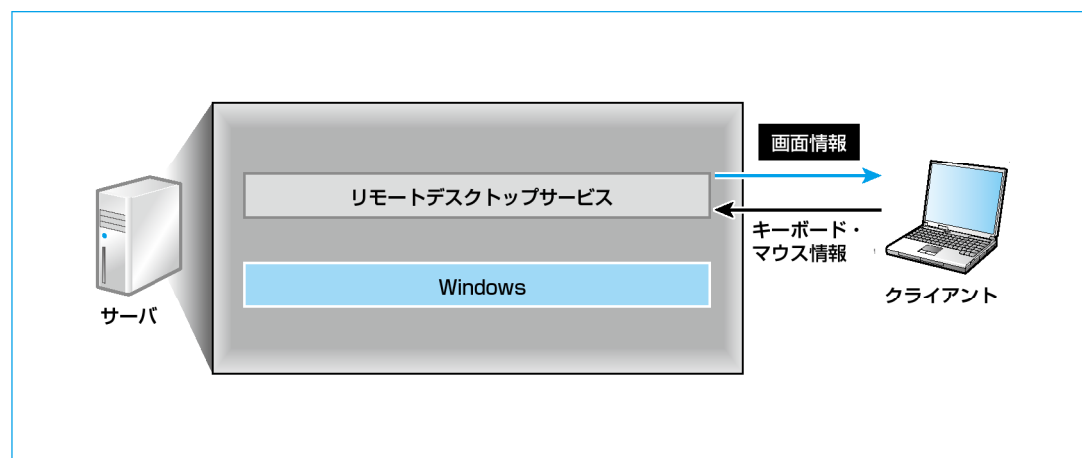 画面情報
リモートデスクトップサービス
キーボード・
マウス情報
Windows
サーバ
クライアント